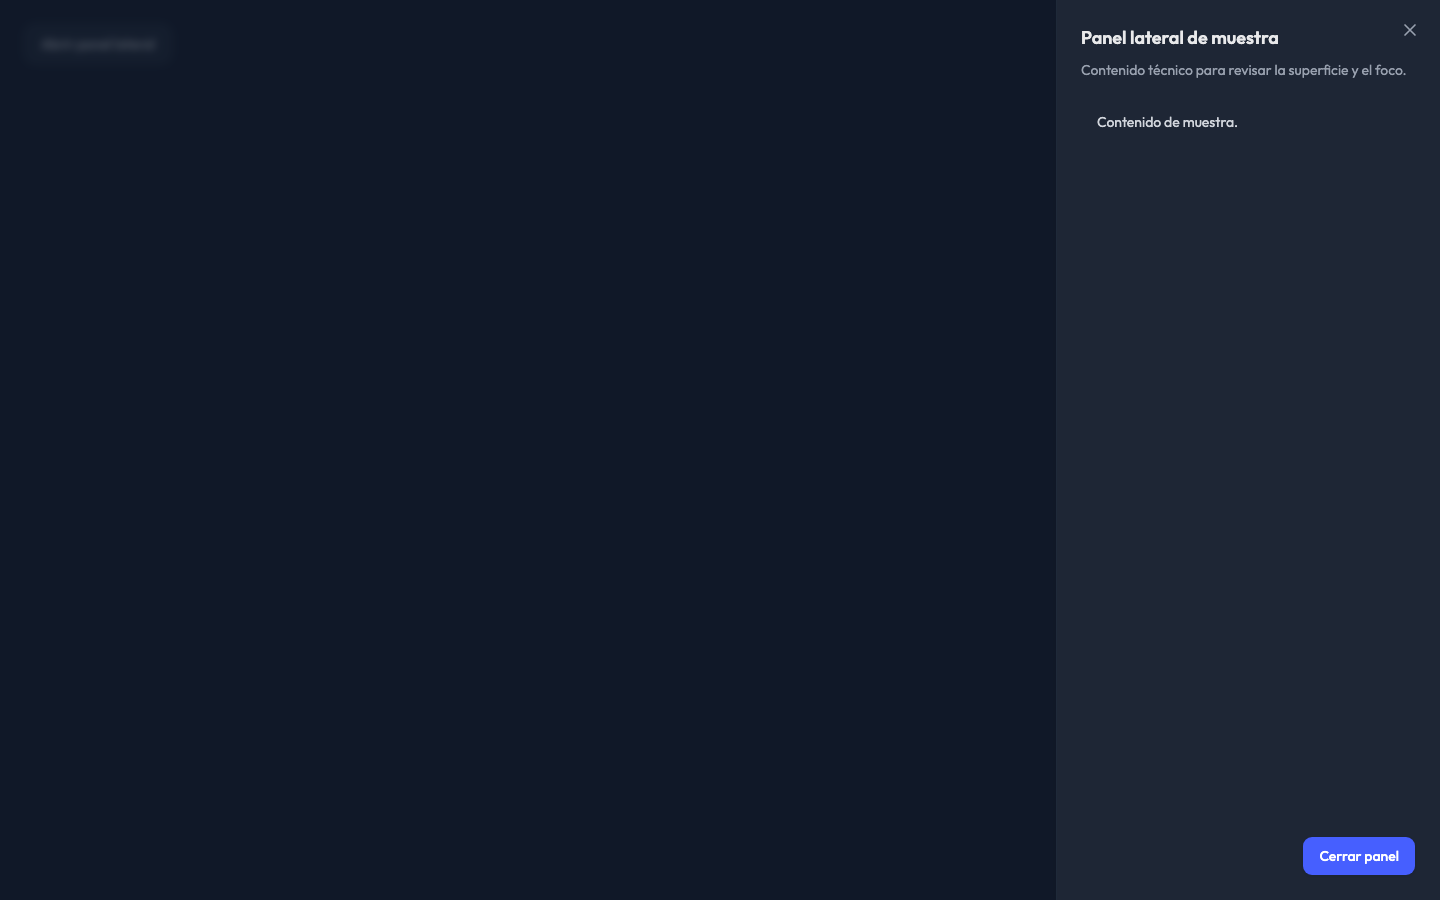 Panel lateral de muestra
Contenido técnico para revisar la superficie y el foco.
Contenido de muestra.
Cerrar panel